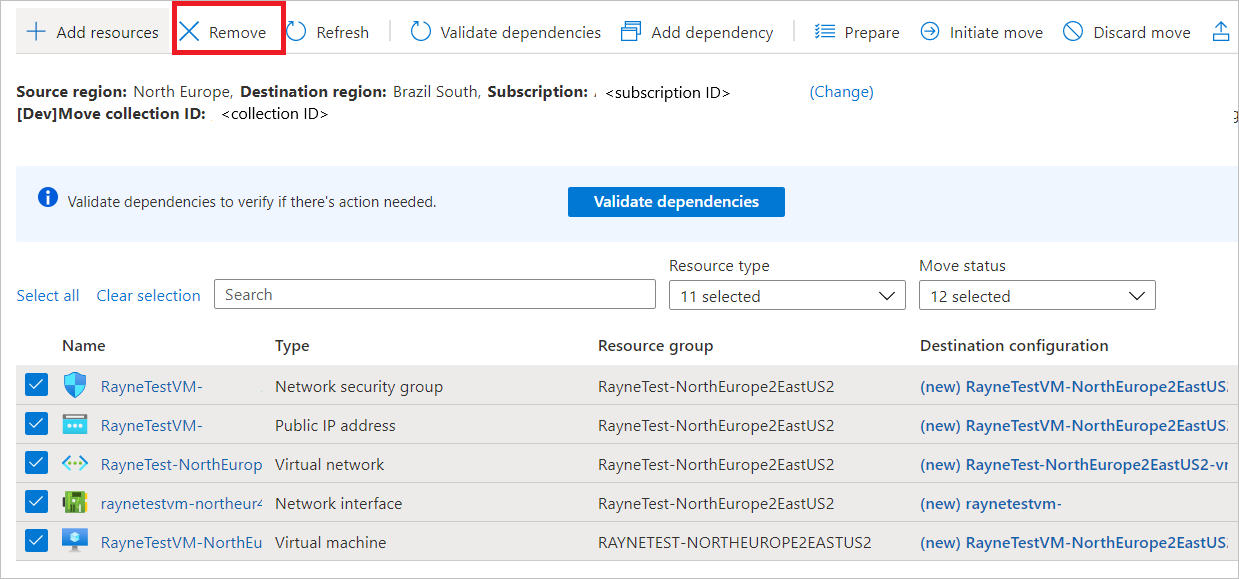 Add resources Remove Refresh Validate dependencies Add dependency Prepare Initiate move Discard move
Source region: North Europe, Destination region: Brazil South, Subscription: <subscription ID> (Change)
[Dev]Move collection ID: <collection ID>
Validate dependencies to verify if there's action needed. Validate dependencies
Resource type Move status
Select all Clear selection Search 11 selected 12 selected
Name Type Resource group Destination configuration
RayneTestVM- Network security group RayneTest-NorthEurope2EastUS2 (new) RayneTestVM-NorthEurope2EastUS
RayneTestVM- Public IP address RayneTest-NorthEurope2EastUS2 (new) RayneTestVM-NorthEurope2EastUS
RayneTest-NorthEurop Virtual network RayneTest-NorthEurope2EastUS2 (new) RayneTest-NorthEurope2EastUS2-vr
raynetestvm-northeur Network interface RayneTest-NorthEurope2EastUS2 (new) raynetestvm-
RayneTestVM-NorthEu Virtual machine RAYNETEST-NORTHEUROPE2EASTUS2 (new) RayneTestVM-NorthEurope2EastUS